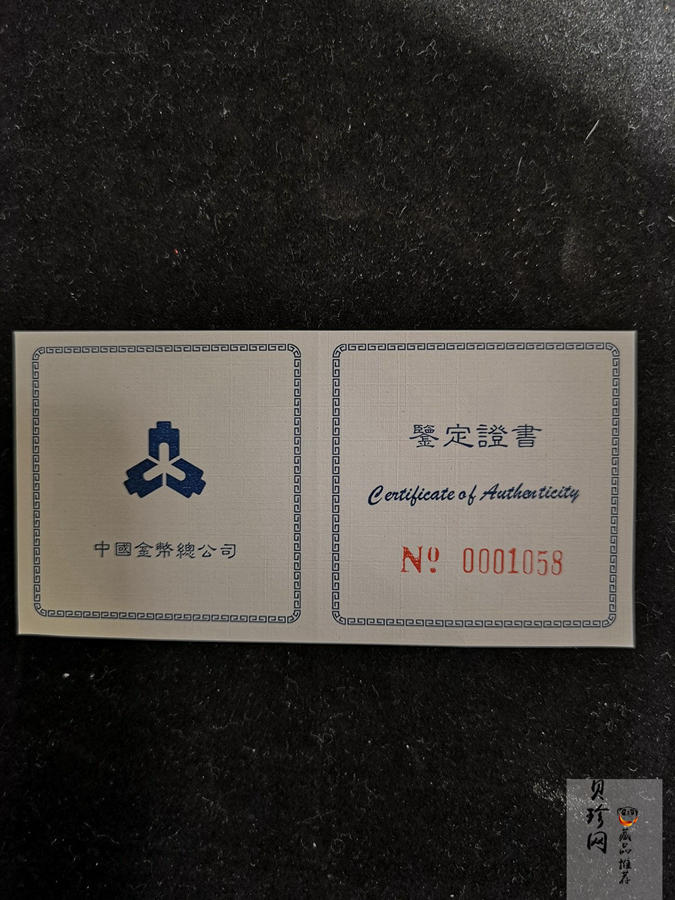 中國金幣總公司
鑒定證書
Certificate of Authenticity
Nº 0001058
贝珍网
藏品推荐